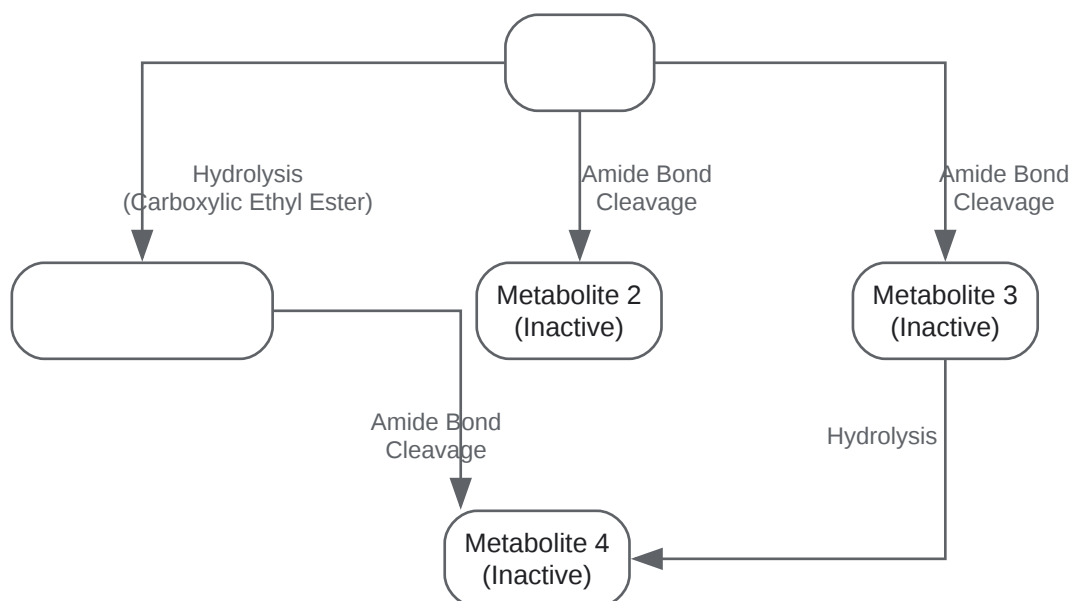 Hydrolysis
(Carboxylic Ethyl Ester)
Amide Bond
Cleavage
Amide Bond
Cleavage
Metabolite 2
(Inactive)
Metabolite 3
(Inactive)
Amide Bond
Cleavage
Hydrolysis
Metabolite 4
(Inactive)